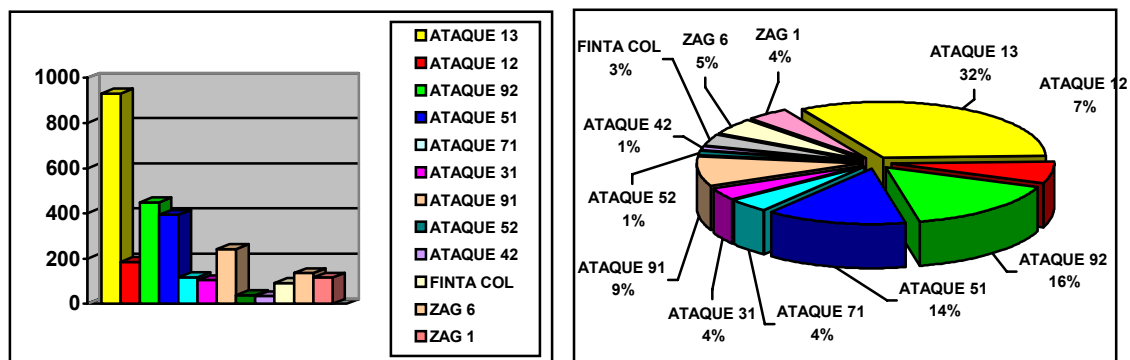 1000
800
600
400
200
0
ATAQUE 13
ATAQUE 12
ATAQUE 92
ATAQUE 51
ATAQUE 71
ATAQUE 31
ATAQUE 91
ATAQUE 52
ATAQUE 42
FINTA COL
ZAG 6
ZAG 1
FINTA COL
3%
ZAG 6
5%
ZAG 1
4%
ATAQUE 13
32%
ATAQUE 12
7%
ATAQUE 42
1%
ATAQUE 52
1%
ATAQUE 91
9%
ATAQUE 31
4%
ATAQUE 71
4%
ATAQUE 51
14%
ATAQUE 92
16%